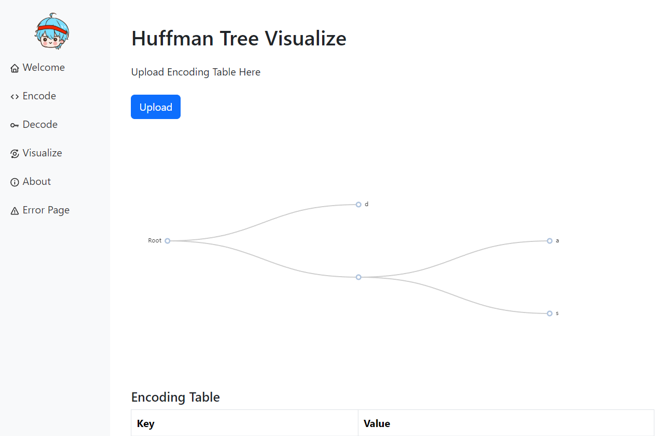 Huffman Tree Visualize
Welcome
Upload Encoding Table Here
Encode
Upload
Decode
Visualize
About
Error Page
d
Root
a
s
Encoding Table
Key Value